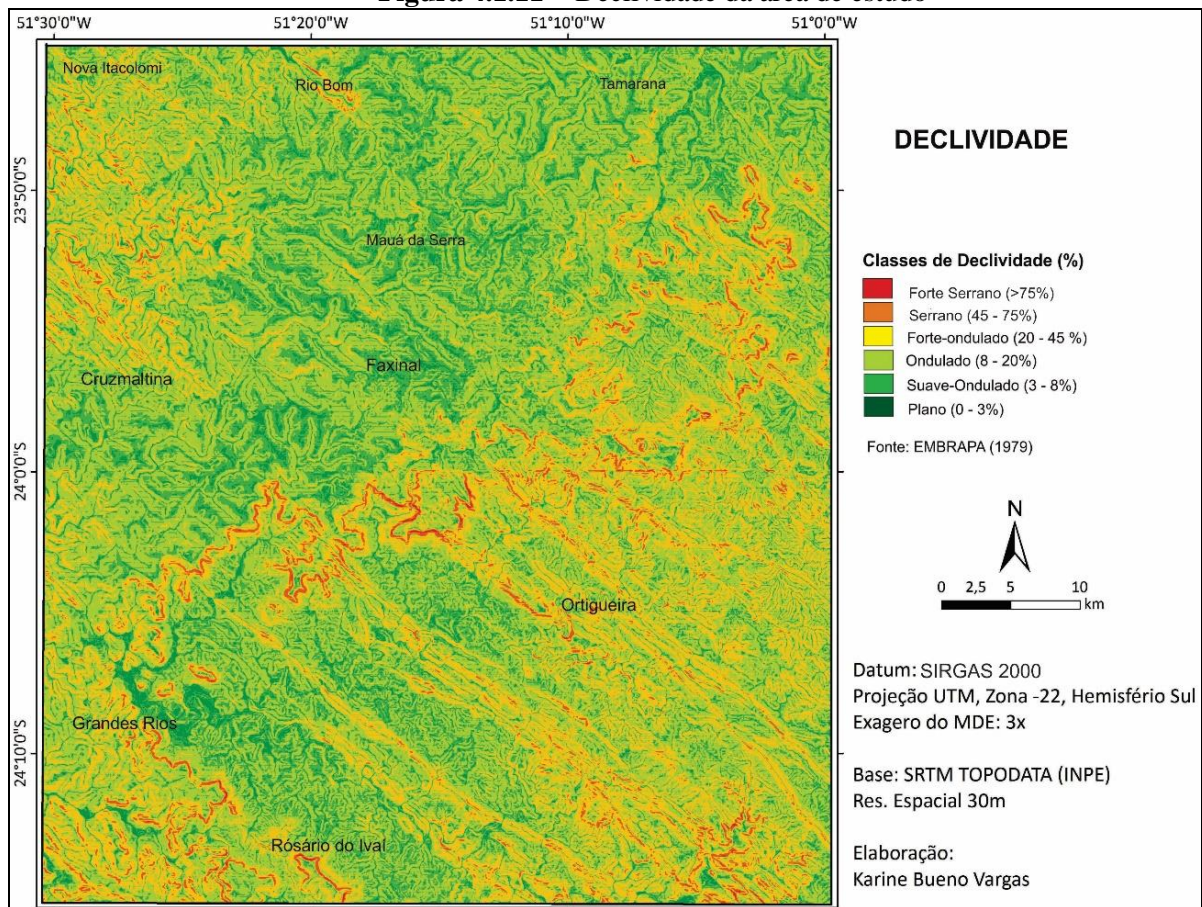 51°30'0"W
51°20'0"W
51°10'0"W
51°0'0"W
23°50'0"S
24°0'0"S
24°10'0"S
Nova Itacolomi
Rio Bom
Tamarana
Mauá da Serra
Faxinal
Cruzmaltina
Ortigueira
Grandes Rios
Rosário do Ivaí
DECLIVIDADE
Classes de Declividade (%)
Forte Serrano (>75%)
Serrano (45 - 75%)
Forte-ondulado (20 - 45 %)
Ondulado (8 - 20%)
Suave-Ondulado (3 - 8%)
Plano (0 - 3%)
Fonte: EMBRAPA (1979)
N
0 2,5 5 10
km
Datum: SIRGAS 2000
Projeção UTM, Zona -22, Hemisfério Sul
Exagero do MDE: 3x
Base: SRTM TOPODATA (INPE)
Res. Espacial 30m
Elaboração:
Karine Bueno Vargas